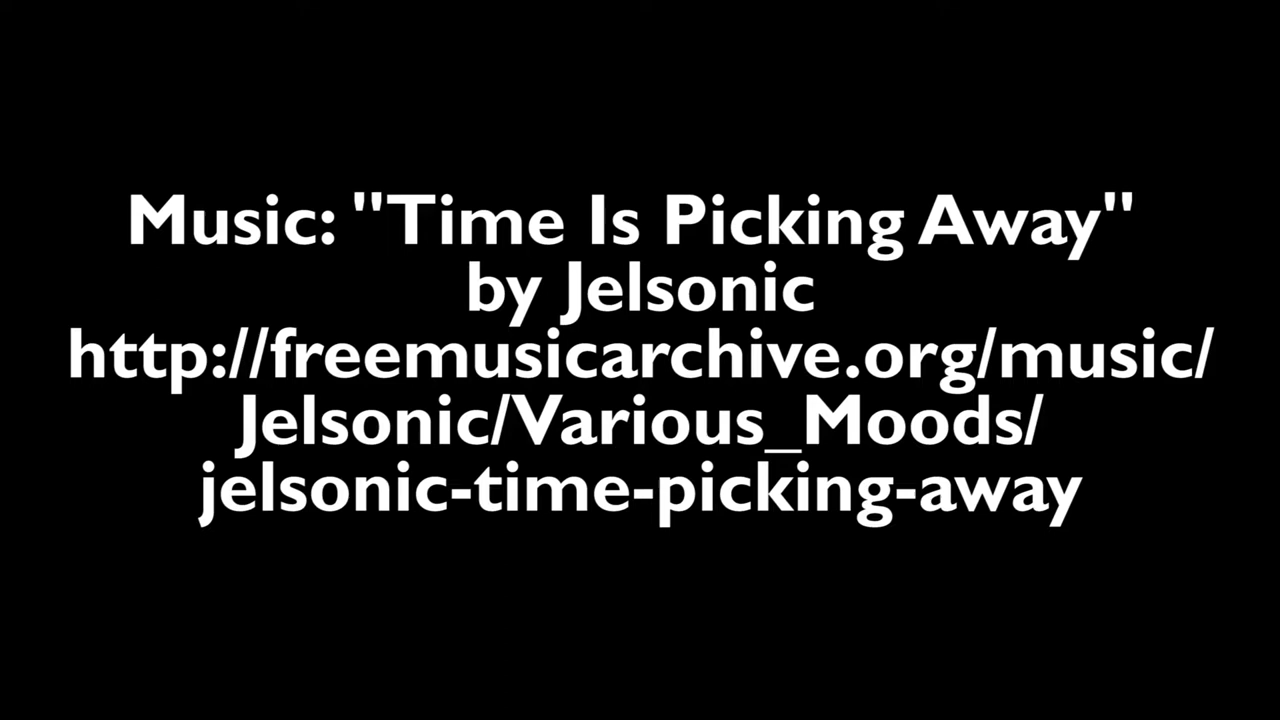 Music: "Time Is Picking Away"
by Jelsonic
http://freemusicarchive.org/music/
Jelsonic/Various_Moods/
jelsonic-time-picking-away